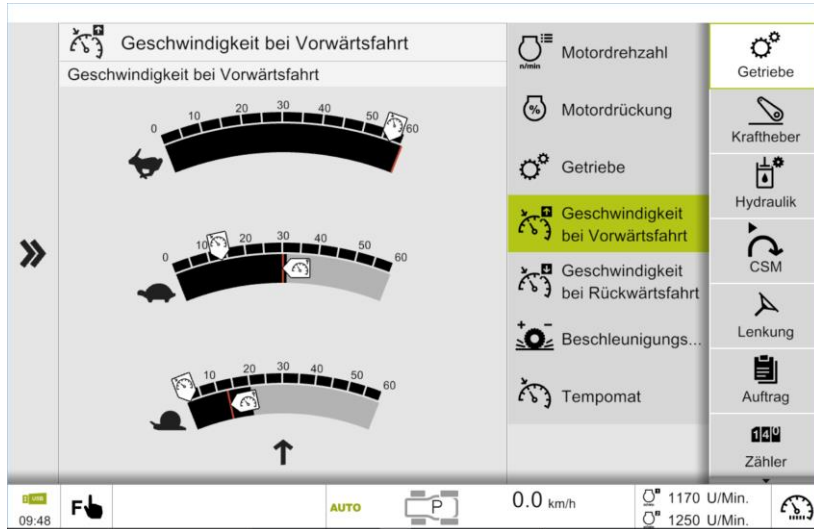 Geschwindigkeit bei Vorwärtsfahrt
Geschwindigkeit bei Vorwärtsfahrt
0 10 20 30 40 50 60
0 10 20 30 40 50 60
10 20 30 40 50 60
n/min
Motordrehzahl
%
Motordrückung
Getriebe
Geschwindigkeit
bei Vorwärtsfahrt
Geschwindigkeit
bei Rückwärtsfahrt
Beschleunigungs...
Tempomat
Getriebe
Kraftheber
Hydraulik
CSM
Lenkung
Auftrag
Zähler
USB
09:48
F
AUTO
P
0.0 km/h
1170 U/Min.
1250 U/Min.